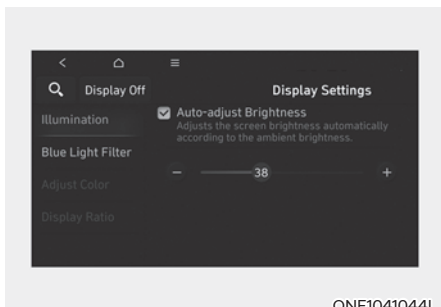 Display Off
Display Settings
Illumination
Auto-adjust Brightness
Adjusts the screen brightness automatically
according to the ambient brightness.
Blue Light Filter
38
Adjust Color
Display Ratio